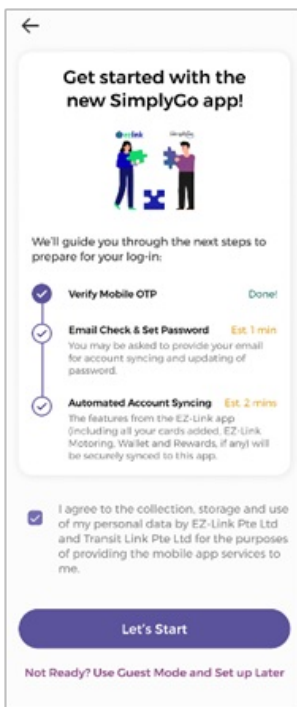 Get started with the
new SimplyGo app!
ezlink
SimplyGo
We'll guide you through the next steps to
prepare for your log-in:
Verify Mobile OTP Done!
Email Check & Set Password Est. 1 min
You may be asked to provide your email
for account syncing and updating of
password.
Automated Account Syncing Est. 2 mins
The features from the EZ-Link app
(including all your cards added, EZ-Link
Motoring, Wallet and Rewards, if any) will
be securely synced to this app.
I agree to the collection, storage and use
of my personal data by EZ-Link Pte Ltd
and Transit Link Pte Ltd for the purposes
of providing the mobile app services to
me.
Let's Start
Not Ready? Use Guest Mode and Set up Later